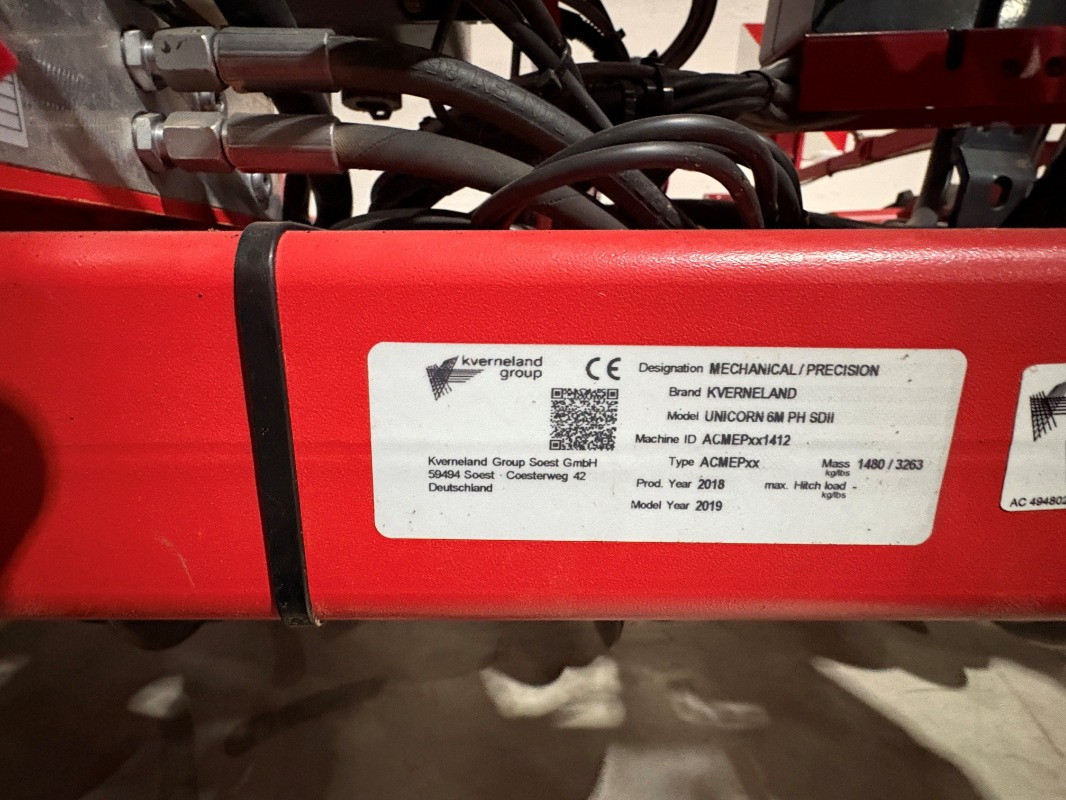 kverneland
group
CE
Designation MECHANICAL / PRECISION
Brand KVERNELAND
Model UNICORN 6M PH SDII
Machine ID ACMEPxx1412
Type ACMEPxx
Mass 1480 / 3263
kg/lbs
Prod. Year 2018
max. Hitch load -
kg/lbs
Model Year 2019
Kverneland Group Soest GmbH
59494 Soest · Coesterweg 42
Deutschland
AC 494802